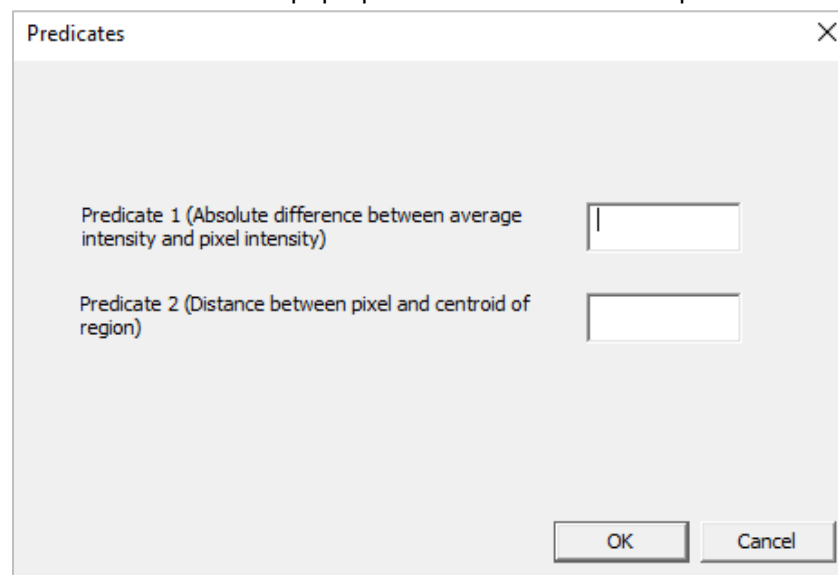 Predicates
Predicate 1 (Absolute difference between average
intensity and pixel intensity)
Predicate 2 (Distance between pixel and centroid of
region)
OK
Cancel